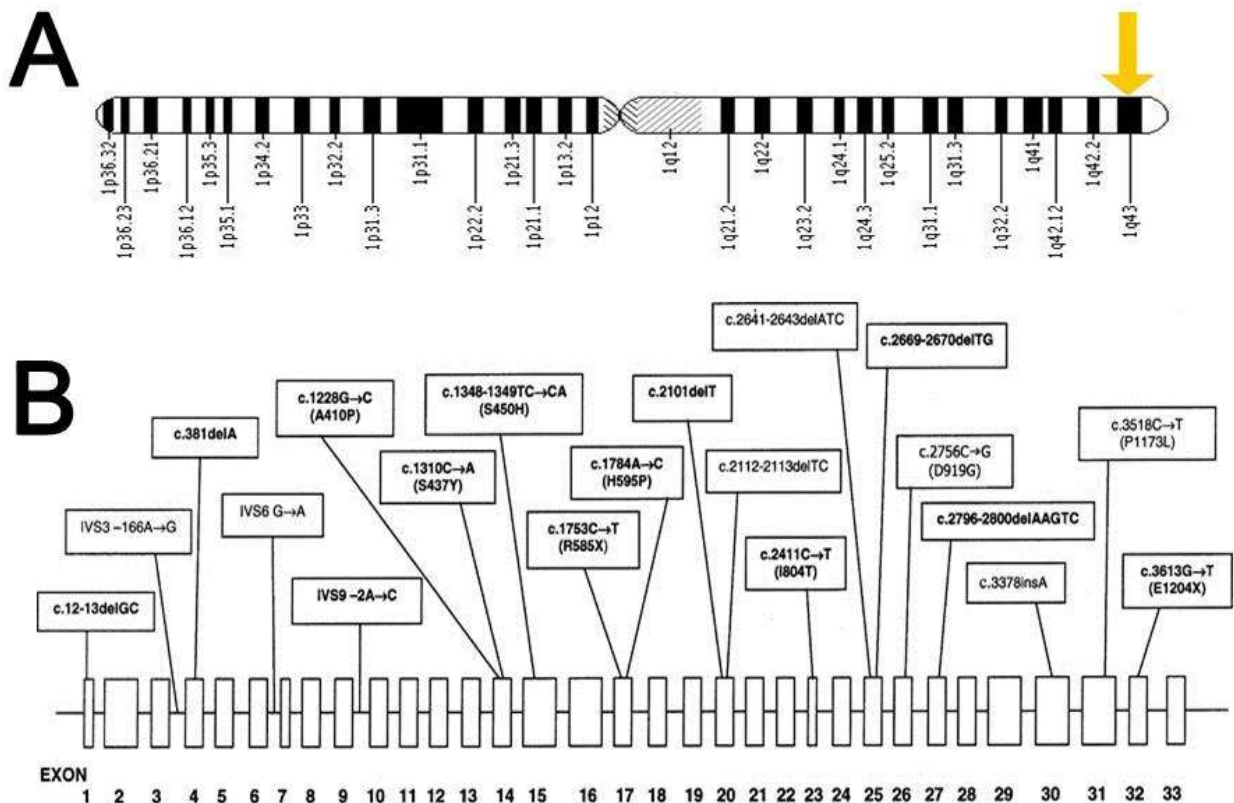 A
1p36.32
1p36.23
1p36.21
1p36.12
1p35.3
1p35.1
1p34.2
1p33
1p32.2
1p31.3
1p31.1
1p22.2
1p21.3
1p21.1
1p13.2
1p12
1q12
1q21.2
1q22
1q23.2
1q24.1
1q24.3
1q25.2
1q31.1
1q31.3
1q32.2
1q41
1q42.12
1q42.2
1q43
B
c.12-13delGC
IVS3 –166A→G
c.381delA
IVS6 G→A
IVS9 –2A→C
c.1228G→C
(A410P)
c.1310C→A
(S437Y)
c.1348-1349TC→CA
(S450H)
c.1753C→T
(R585X)
c.1784A→C
(H595P)
c.2101delT
c.2112-2113delTC
c.2411C→T
(I804T)
c.2641-2643delATC
c.2669-2670delTG
c.2756C→G
(D919G)
c.2796-2800delAAGTC
c.3378insA
c.3518C→T
(P1173L)
c.3613G→T
(E1204X)
EXON
1 2 3 4 5 6 7 8 9 10 11 12 13 14 15 16 17 18 19 20 21 22 23 24 25 26 27 28 29 30 31 32 33